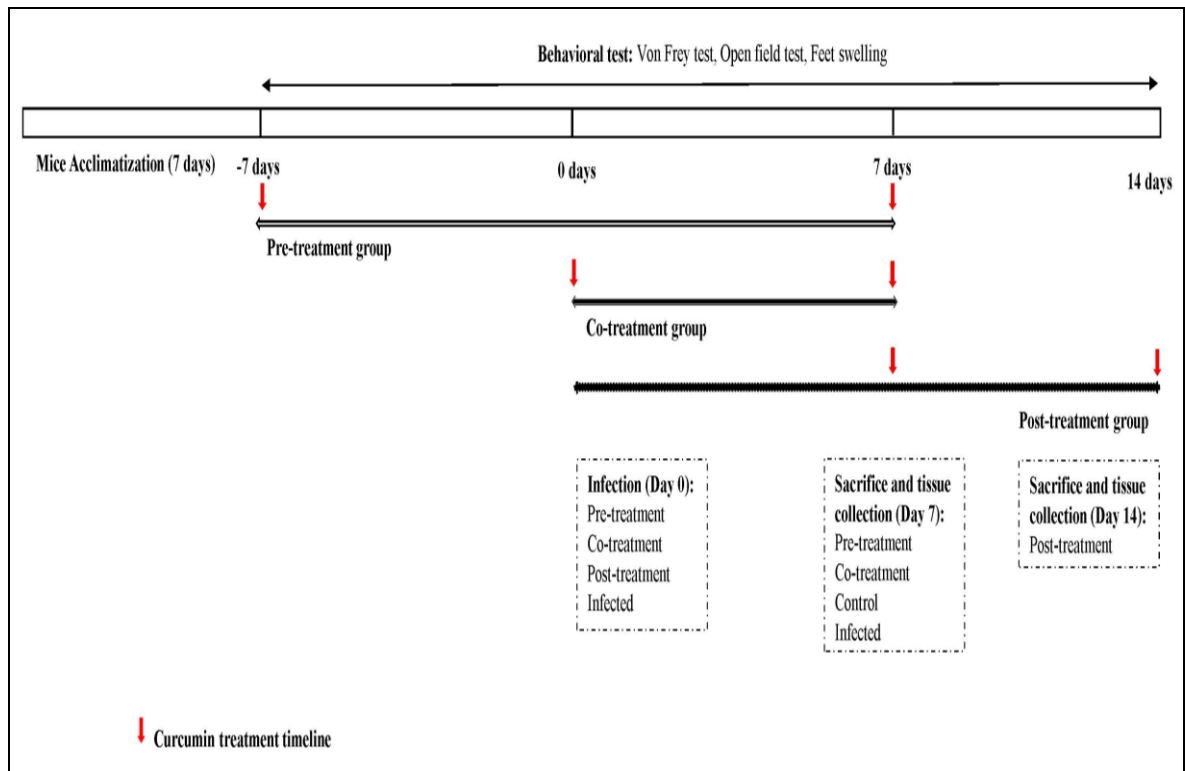 Behavioral test: Von Frey test, Open field test, Feet swelling
Mice Acclimatization (7 days)
-7 days
0 days
7 days
14 days
Pre-treatment group
Co-treatment group
Post-treatment group
Infection (Day 0):
Pre-treatment
Co-treatment
Post-treatment
Infected
Sacrifice and tissue
collection (Day 7):
Pre-treatment
Co-treatment
Control
Infected
Sacrifice and tissue
collection (Day 14):
Post-treatment
Curcumin treatment timeline